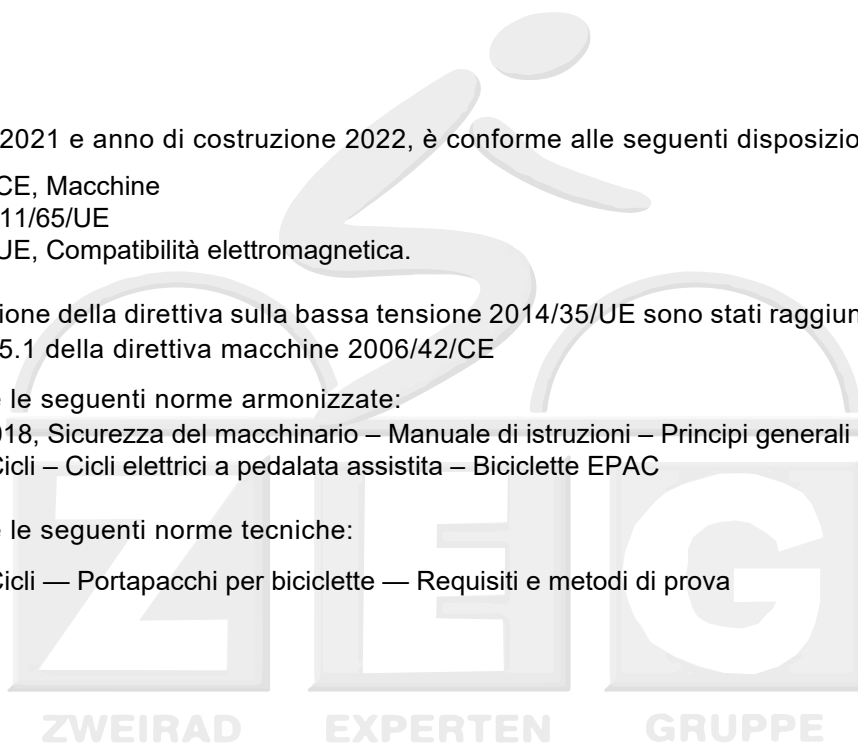 2021 e anno di costruzione 2022, è conforme alle seguenti disposizio
CE, Macchine
11/65/UE
UE, Compatibilità elettromagnetica.
ione della direttiva sulla bassa tensione 2014/35/UE sono stati raggiun
5.1 della direttiva macchine 2006/42/CE
e le seguenti norme armonizzate:
018, Sicurezza del macchinario – Manuale di istruzioni – Principi generali
Cicli – Cicli elettrici a pedalata assistita – Biciclette EPAC
e le seguenti norme tecniche:
Cicli — Portapacchi per biciclette — Requisiti e metodi di prova
ZEG
ZWEIRAD EXPERTEN GRUPPE